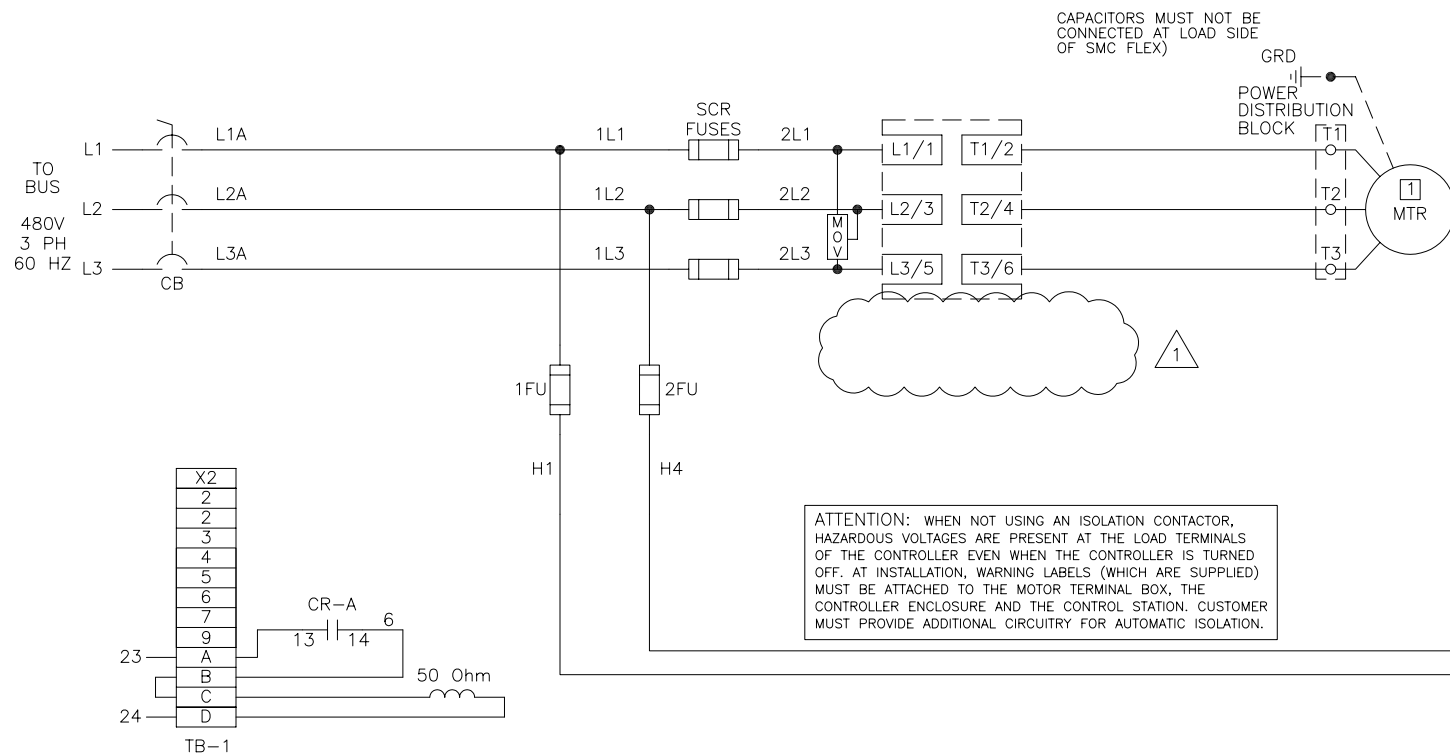 CAPACITORS MUST NOT BE
CONNECTED AT LOAD SIDE
OF SMC FLEX)
GRD
POWER
DISTRIBUTION
BLOCK
T1
SCR
FUSES
L1
L1A
1L1
2L1
L1/1
T1/2
TO
BUS
L2
L2A
1L2
2L2
L2/3
T2/4
T2
1
MTR
480V
3 PH
60 HZ
MOV
L3
L3A
1L3
2L3
L3/5
T3/6
T3
CB
1
1FU
2FU
H1
H4
ATTENTION: WHEN NOT USING AN ISOLATION CONTACTOR,
HAZARDOUS VOLTAGES ARE PRESENT AT THE LOAD TERMINALS
OF THE CONTROLLER EVEN WHEN THE CONTROLLER IS TURNED
OFF. AT INSTALLATION, WARNING LABELS (WHICH ARE SUPPLIED)
MUST BE ATTACHED TO THE MOTOR TERMINAL BOX, THE
CONTROLLER ENCLOSURE AND THE CONTROL STATION. CUSTOMER
MUST PROVIDE ADDITIONAL CIRCUITRY FOR AUTOMATIC ISOLATION.
X2
2
2
3
4
5
6
7
9
CR-A
13
14
6
23
A
B
50 Ohm
C
24
D
TB-1